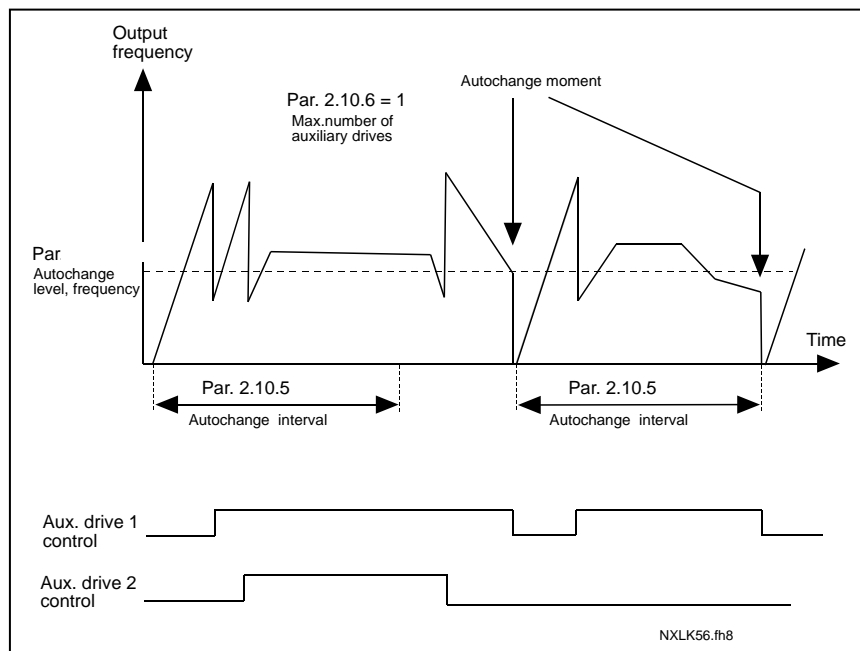 Output
frequency
Autochange moment
Par. 2.10.6 = 1
Max.number of
auxiliary drives
Par
Autochange
level, frequency
Time
Par. 2.10.5
Autochange interval
Par. 2.10.5
Autochange interval
Aux. drive 1
control
Aux. drive 2
control
NXLK56.fh8